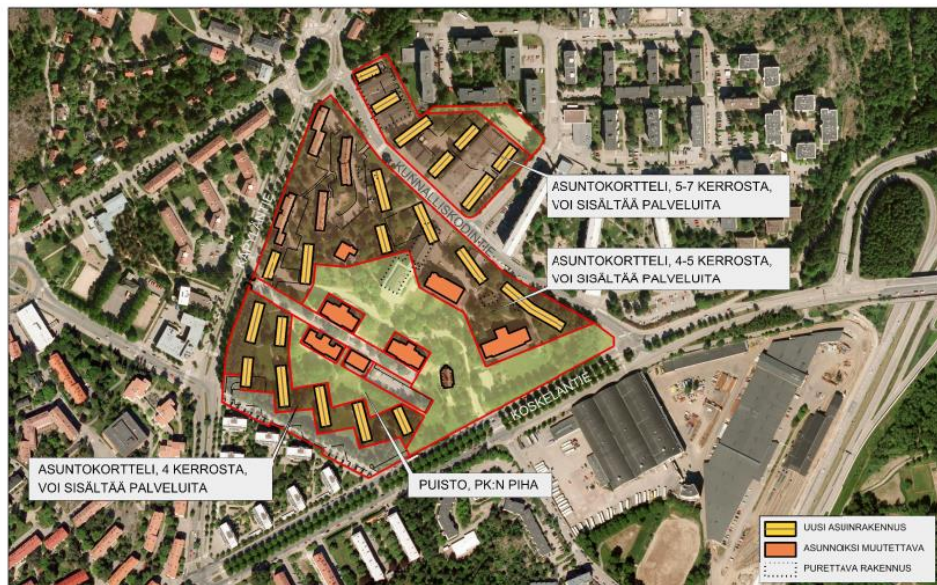 KUNNALLISKODINTIE
ASUNTOKORTTELI, 5-7 KERROSTA,
VOI SISÄLTÄÄ PALVELUITA
ASUNTOKORTTELI, 4-5 KERROSTA,
VOI SISÄLTÄÄ PALVELUITA
KOSKELANTIE
ASUNTOKORTTELI, 4 KERROSTA,
VOI SISÄLTÄÄ PALVELUITA
PUISTO, PK:N PIHA
UUSI ASUINRAKENNUS
ASUNNOIKSI MUUTETTAVA
PURETTAVA RAKENNUS